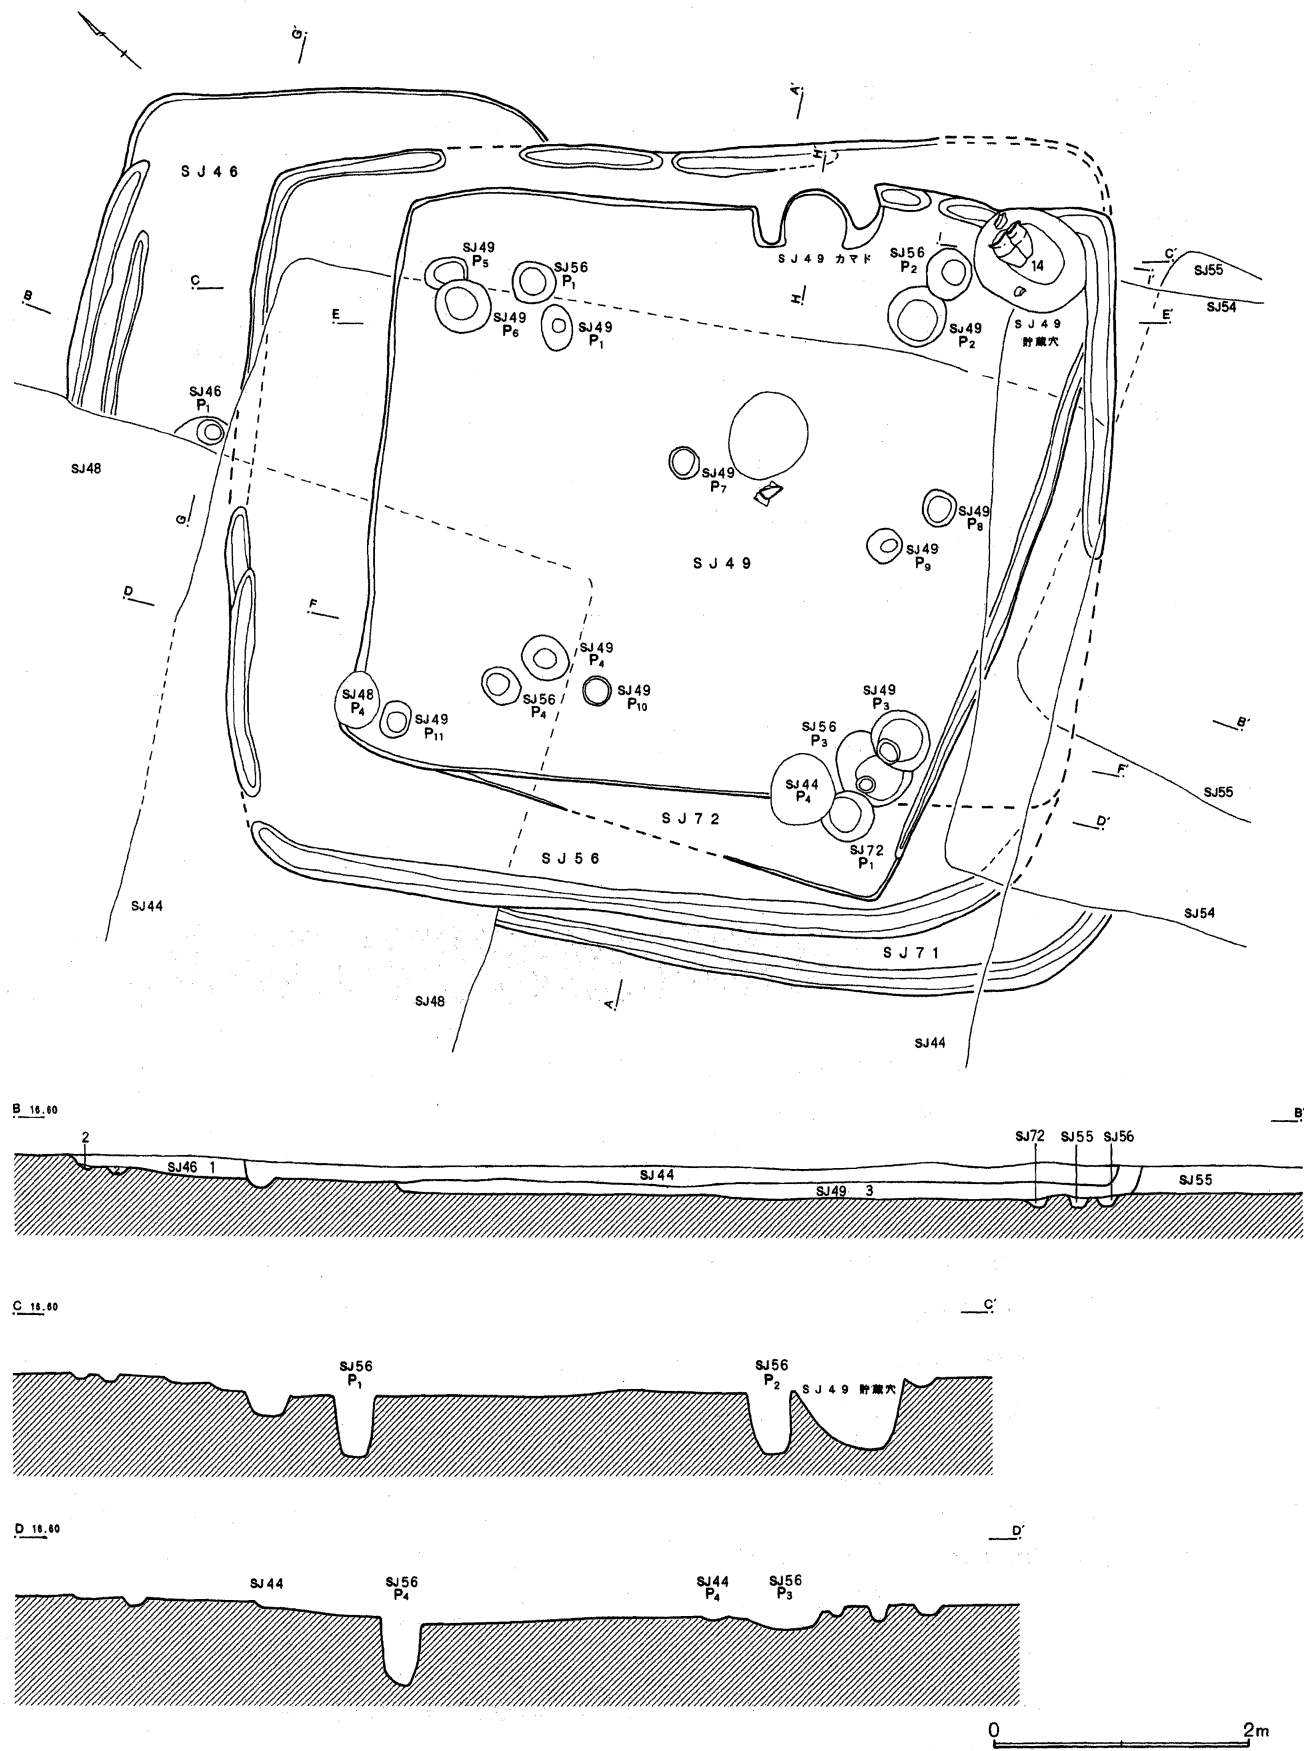 G′
A′
H′
SJ46
SJ49
P5
SJ56
P1
SJ49 カマド
SJ56
P2
I
14
C′
I′
SJ55
SJ54
B
C
E
H
SJ49
P6
SJ49
P1
SJ49
P2
SJ49
貯蔵穴
E′
SJ46
P1
SJ48
SJ49
P7
G
SJ49
P8
SJ49
P9
SJ49
D
F
SJ49
P4
SJ48
P4
SJ49
P11
SJ56
P4
SJ49
P10
SJ49
P3
SJ56
P3
B′
F′
SJ44
P4
SJ55
SJ72
D′
SJ72
P1
SJ56
SJ44
SJ54
SJ71
SJ48
A
SJ44
B 16.60
B′
2
SJ72 SJ55 SJ56
2
SJ46 1
SJ44
SJ49 3
SJ55
C 16.60
C′
SJ56
P1
SJ56
P2
SJ49 貯蔵穴
D 16.60
D′
SJ44
SJ56
P4
SJ44
P4
SJ56
P3
0 2m